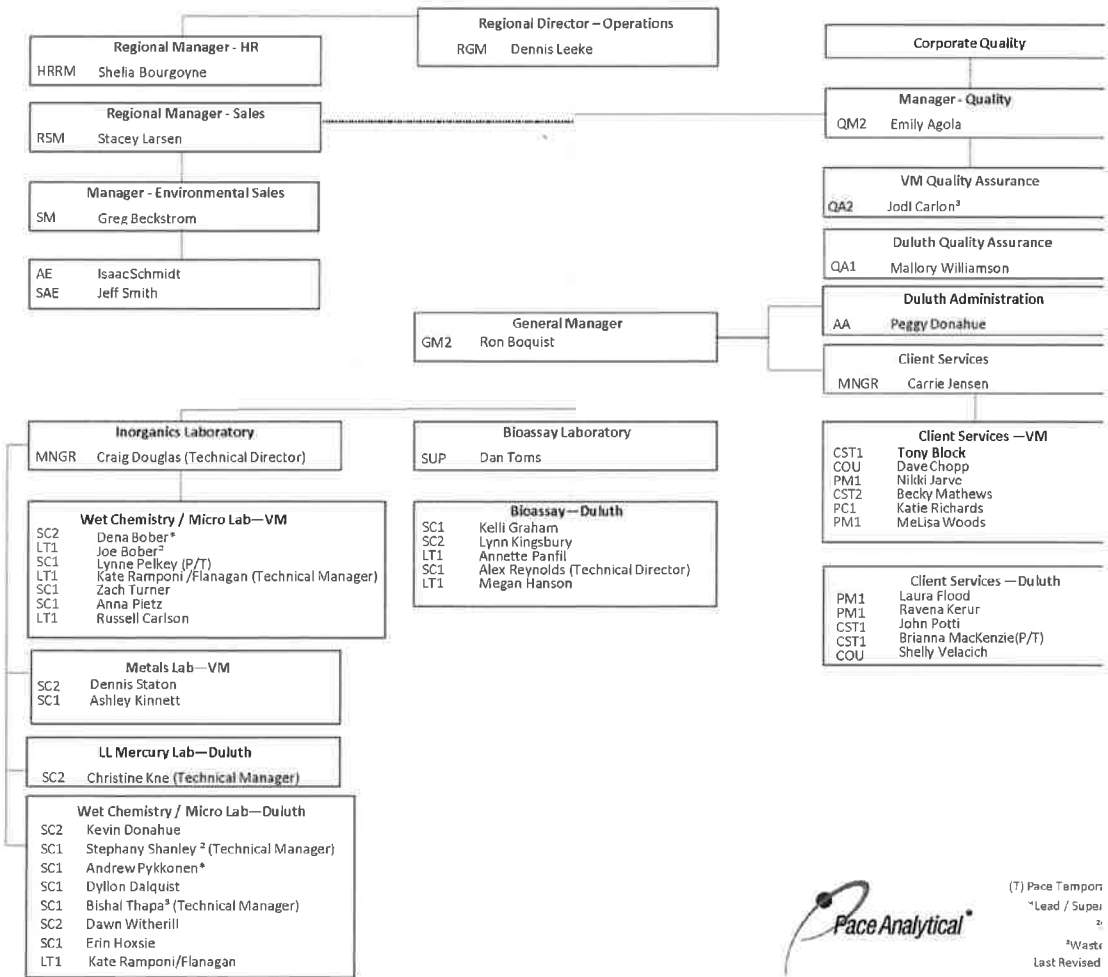 Regional Director – Operations
RGM Dennis Leeke
Regional Manager - HR
HRRM Shelia Bourgoyne
Corporate Quality
Regional Manager - Sales
RSM Stacey Larsen
Manager - Quality
QM2 Emily Agola
Manager - Environmental Sales
SM Greg Beckstrom
VM Quality Assurance
QA2 Jodl Carlon³
AE IsaacSchmidt
SAE Jeff Smith
Duluth Quality Assurance
QA1 Mallory Williamson
Duluth Administration
AA Peggy Donahue
General Manager
GM2 Ron Boquist
Client Services
MNGR Carrie Jensen
Inorganics Laboratory
MNGR Craig Douglas (Technical Director)
Bioassay Laboratory
SUP Dan Toms
Client Services —VM
CST1 Tony Block
COU Dave Chopp
PM1 Nikki Jarve
CST2 Becky Mathews
PC1 Katie Richards
PM1 MeLisa Woods
Wet Chemistry / Micro Lab—VM
SC2 Dena Bober*
LT1 Joe Bober²
SC1 Lynne Pelkey (P/T)
LT1 Kate Ramponi /Flanagan (Technical Manager)
SC1 Zach Turner
SC1 Anna Pietz
LT1 Russell Carlson
Bioassay—Duluth
SC1 Kelli Graham
SC2 Lynn Kingsbury
LT1 Annette Panfil
SC1 Alex Reynolds (Technical Director)
LT1 Megan Hanson
Client Services—Duluth
PM1 Laura Flood
PM1 Ravena Kerur
CST1 John Potti
CST1 Brianna MacKenzie(P/T)
COU Shelly Velacich
Metals Lab—VM
SC2 Dennis Staton
SC1 Ashley Kinnett
LL Mercury Lab—Duluth
SC2 Christine Kne (Technical Manager)
Wet Chemistry / Micro Lab—Duluth
SC2 Kevin Donahue
SC1 Stephany Shanley ² (Technical Manager)
SC1 Andrew Pykkonen*
SC1 Dyllon Dalquist
SC1 Bishal Thapa³ (Technical Manager)
SC2 Dawn Witherill
SC1 Erin Hoxsie
LT1 Kate Ramponi/Flanagan
Pace Analytical®
(T) Pace Tempora
*Lead / Super
³Waste
Last Revised